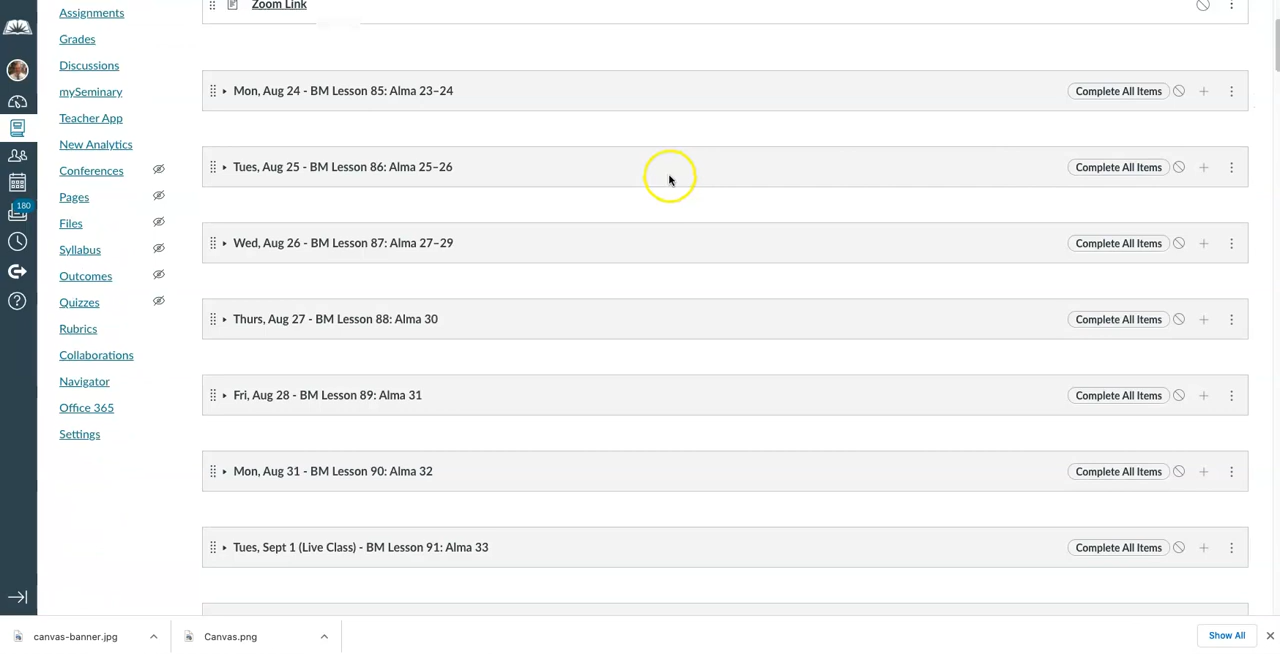 Zoom Link
Assignments
Grades
Discussions
mySeminary
Teacher App
New Analytics
Conferences
Pages
Files
Syllabus
Outcomes
Quizzes
Rubrics
Collaborations
Navigator
Office 365
Settings
180
Mon, Aug 24 - BM Lesson 85: Alma 23–24 Complete All Items
Tues, Aug 25 - BM Lesson 86: Alma 25–26 Complete All Items
Wed, Aug 26 - BM Lesson 87: Alma 27–29 Complete All Items
Thurs, Aug 27 - BM Lesson 88: Alma 30 Complete All Items
Fri, Aug 28 - BM Lesson 89: Alma 31 Complete All Items
Mon, Aug 31 - BM Lesson 90: Alma 32 Complete All Items
Tues, Sept 1 (Live Class) - BM Lesson 91: Alma 33 Complete All Items
canvas-banner.jpg Canvas.png Show All